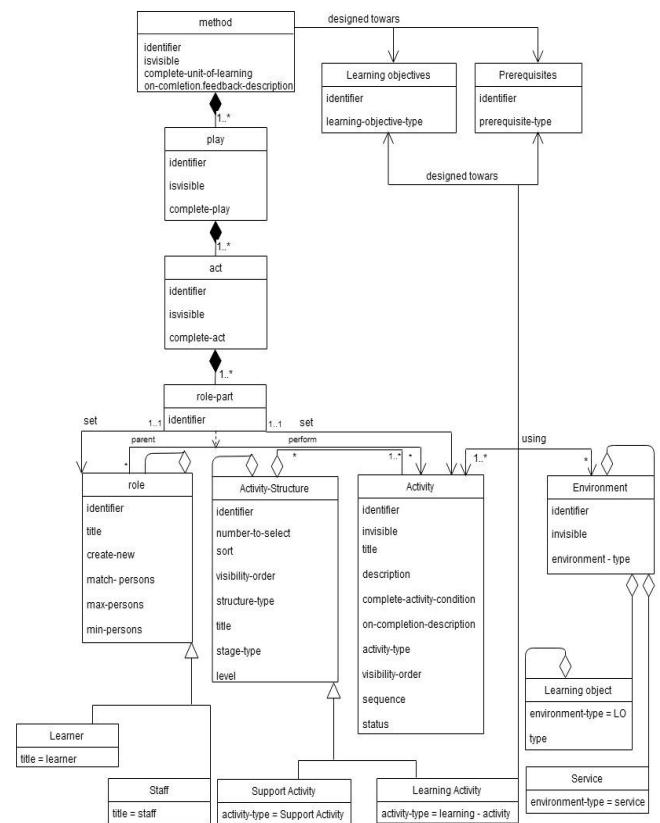 method
designed towars
identifier
isvisible
complete-unit-of-learning
on-comletion.feedback-description
Learning objectives
identifier
learning-objective-type
Prerequisites
identifier
prerequisite-type
1..*
play
identifier
isvisible
complete-play
designed towars
1..*
act
identifier
isvisible
complete-act
1..*
role-part
identifier
set
1..1
1..1
set
parent
perform
using
*
*
1..*
*
1..*
*
role
identifier
title
create-new
match- persons
max-persons
min-persons
Activity-Structure
identifier
number-to-select
sort
visibility-order
structure-type
title
stage-type
level
Activity
identifier
invisible
title
description
complete-activity-condition
on-completion-description
activity-type
visibility-order
sequence
status
Environment
identifier
invisible
environment - type
Learning object
environment-type = LO
type
Learner
title = learner
Staff
title = staff
Support Activity
activity-type = Support Activity
Learning Activity
activity-type = learning - activity
Service
environment-type = service